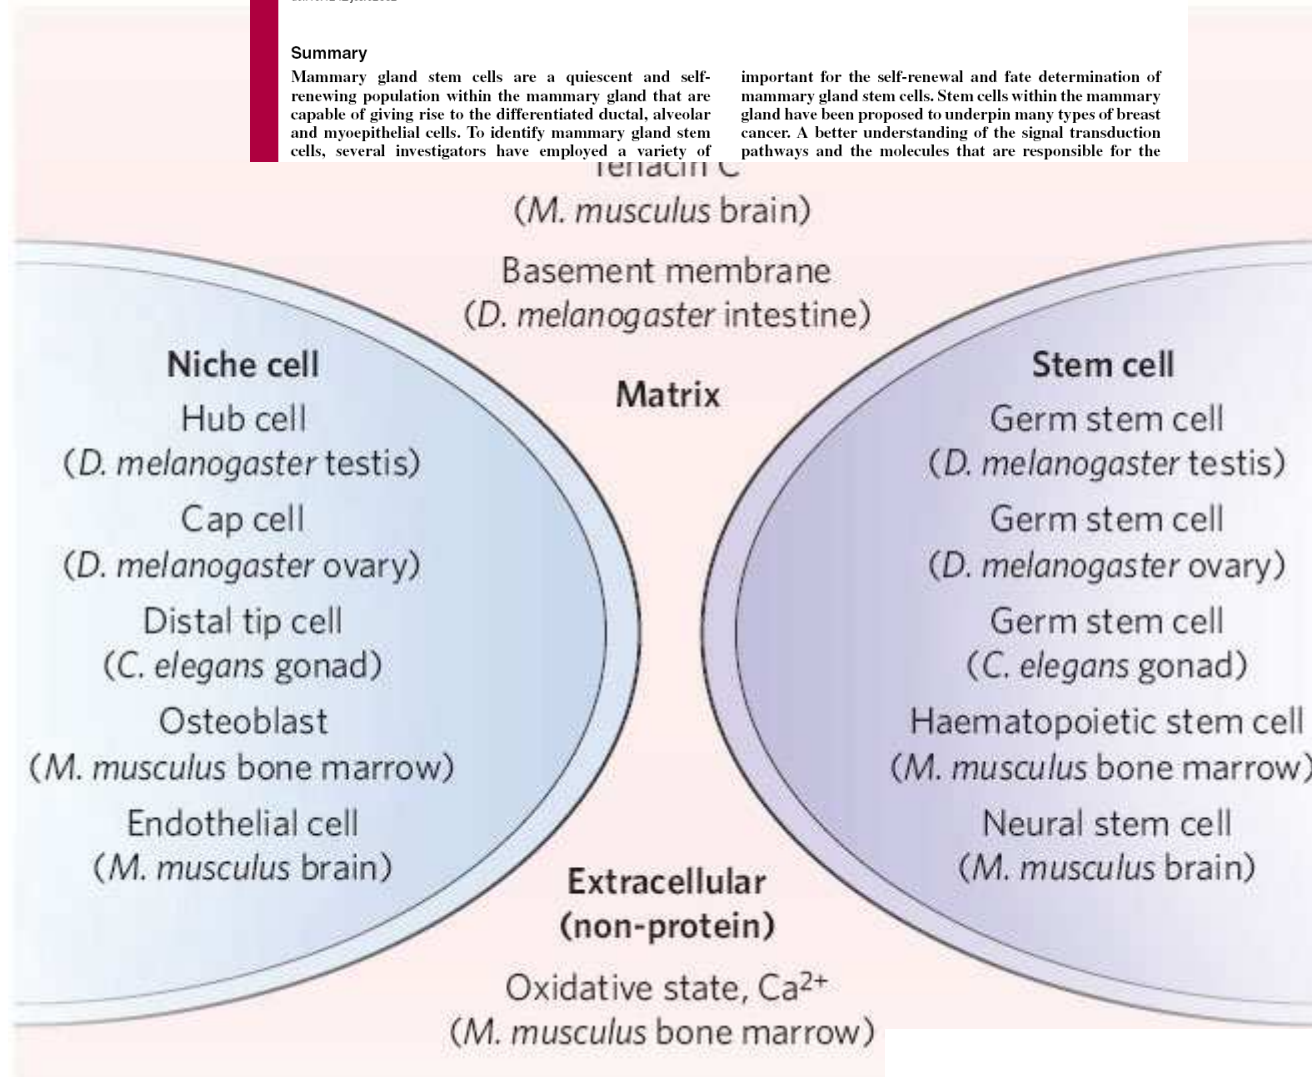 Summary
Mammary gland stem cells are a quiescent and self-
renewing population within the mammary gland that are
capable of giving rise to the differentiated ductal, alveolar
and myoepithelial cells. To identify mammary gland stem
cells, several investigators have employed a variety of
important for the self-renewal and fate determination of
mammary gland stem cells. Stem cells within the mammary
gland have been proposed to underpin many types of breast
cancer. A better understanding of the signal transduction
pathways and the molecules that are responsible for the
Tenacin C
(M. musculus brain)
Basement membrane
(D. melanogaster intestine)
Matrix
Niche cell
Hub cell
(D. melanogaster testis)
Cap cell
(D. melanogaster ovary)
Distal tip cell
(C. elegans gonad)
Osteoblast
(M. musculus bone marrow)
Endothelial cell
(M. musculus brain)
Stem cell
Germ stem cell
(D. melanogaster testis)
Germ stem cell
(D. melanogaster ovary)
Germ stem cell
(C. elegans gonad)
Haematopoietic stem cell
(M. musculus bone marrow)
Neural stem cell
(M. musculus brain)
Extracellular
(non-protein)
Oxidative state, Ca²⁺
(M. musculus bone marrow)